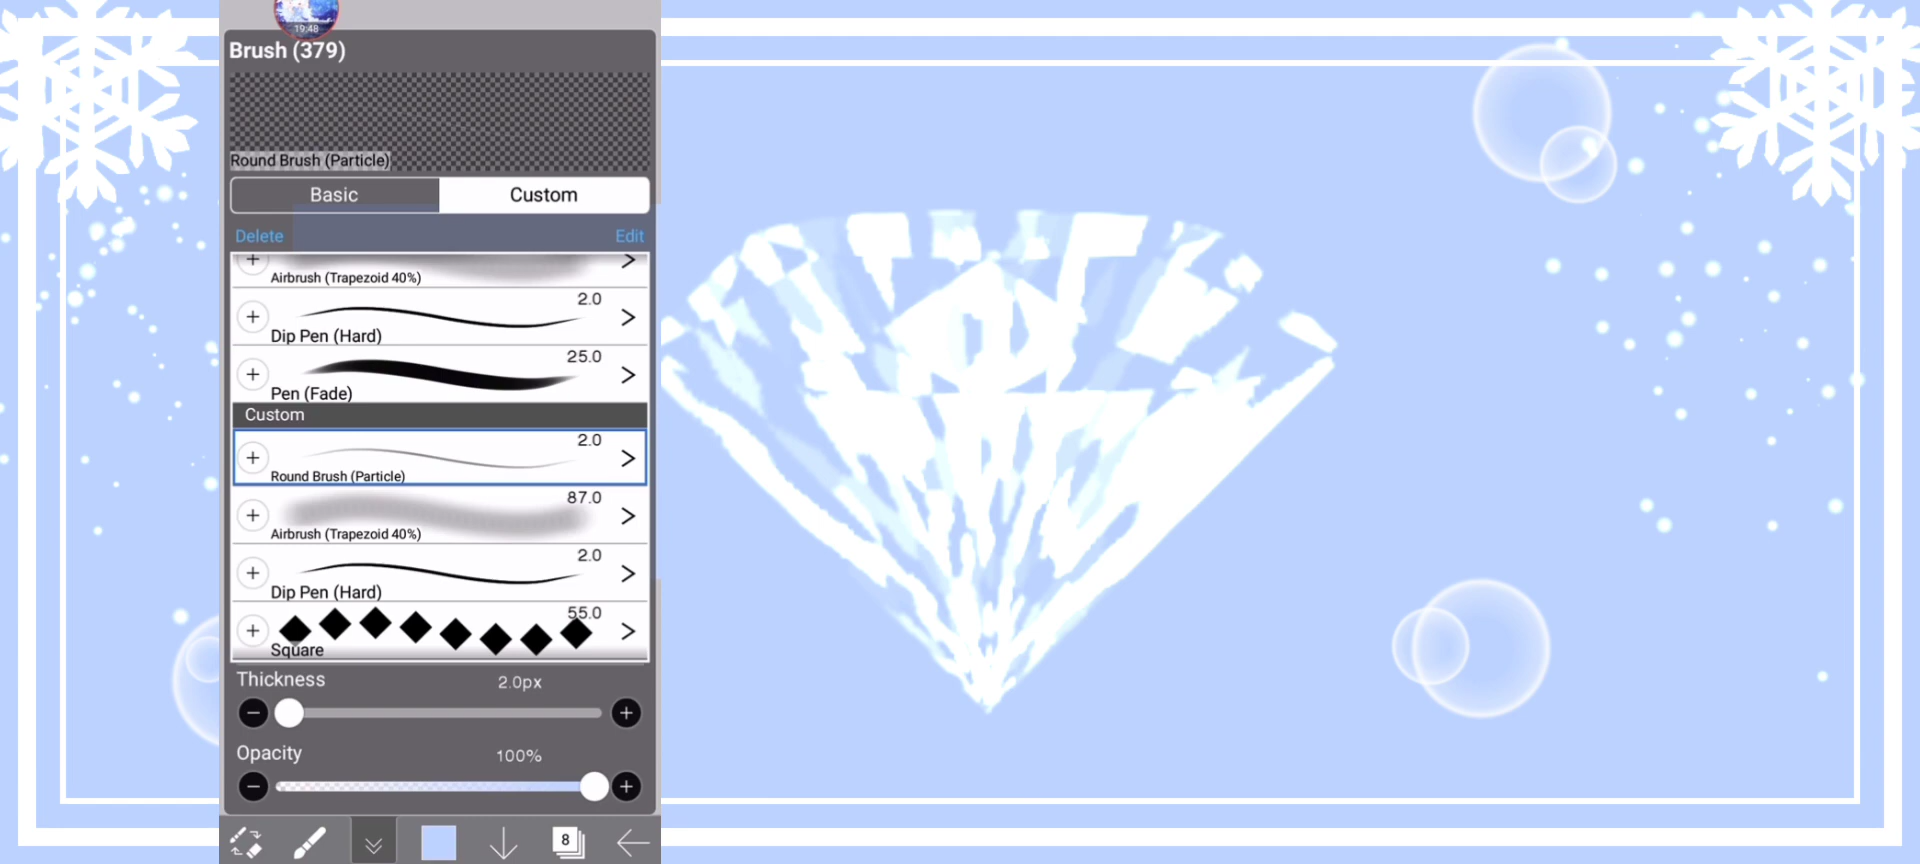 19:48
Brush (379)
Round Brush (Particle)
Basic Custom
Delete Edit
Airbrush (Trapezoid 40%)
2.0
Dip Pen (Hard)
25.0
Pen (Fade)
Custom
2.0
Round Brush (Particle)
87.0
Airbrush (Trapezoid 40%)
2.0
Dip Pen (Hard)
55.0
Square
Thickness 2.0px
Opacity 100%
8